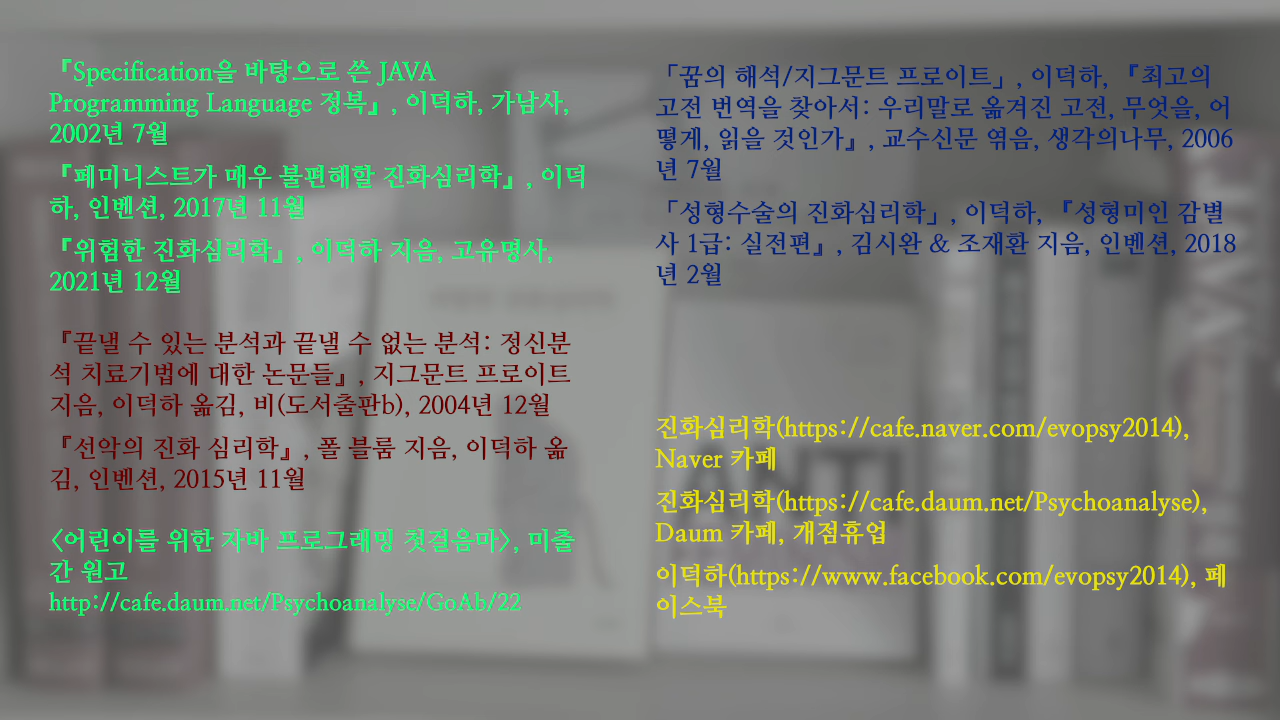 『Specification을 바탕으로 쓴 JAVA
Programming Language 정복』, 이덕하, 가남사,
2002년 7월
『페미니스트가 매우 불편해할 진화심리학』, 이덕
하, 인벤션, 2017년 11월
『위험한 진화심리학』, 이덕하 지음, 고유명사,
2021년 12월
『끝낼 수 있는 분석과 끝낼 수 없는 분석: 정신분
석 치료기법에 대한 논문들』, 지그문트 프로이트
지음, 이덕하 옮김, 비(도서출판b), 2004년 12월
『선악의 진화 심리학』, 폴 블룸 지음, 이덕하 옮
김, 인벤션, 2015년 11월
〈어린이를 위한 자바 프로그래밍 첫걸음마〉, 미출
간 원고
http://cafe.daum.net/Psychoanalyse/GoAb/22
「꿈의 해석/지그문트 프로이트」, 이덕하, 『최고의
고전 번역을 찾아서: 우리말로 옮겨진 고전, 무엇을, 어
떻게, 읽을 것인가』, 교수신문 엮음, 생각의나무, 2006
년 7월
「성형수술의 진화심리학」, 이덕하, 『성형미인 감별
사 1급: 실전편』, 김시완 & 조재환 지음, 인벤션, 2018
년 2월
진화심리학(https://cafe.naver.com/evopsy2014),
Naver 카페
진화심리학(https://cafe.daum.net/Psychoanalyse),
Daum 카페, 개점휴업
이덕하(https://www.facebook.com/evopsy2014), 페
이스북